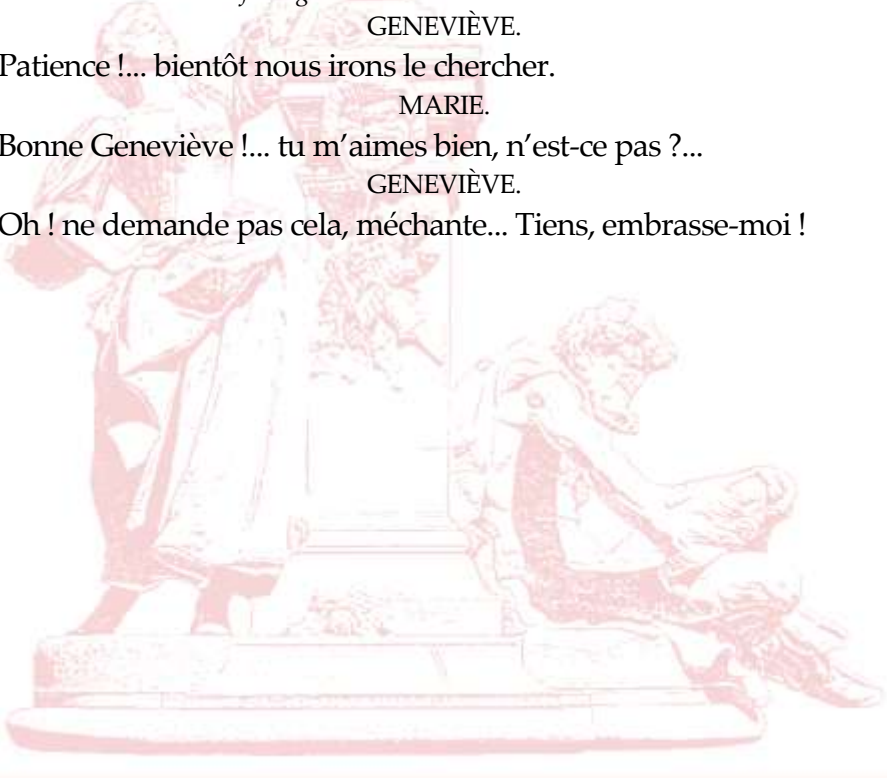 GENEVIÈVE.
Patience !... bientôt nous irons le chercher.
MARIE.
Bonne Geneviève !... tu m’aimes bien, n’est-ce pas ?...
GENEVIÈVE.
Oh ! ne demande pas cela, méchante... Tiens, embrasse-moi !